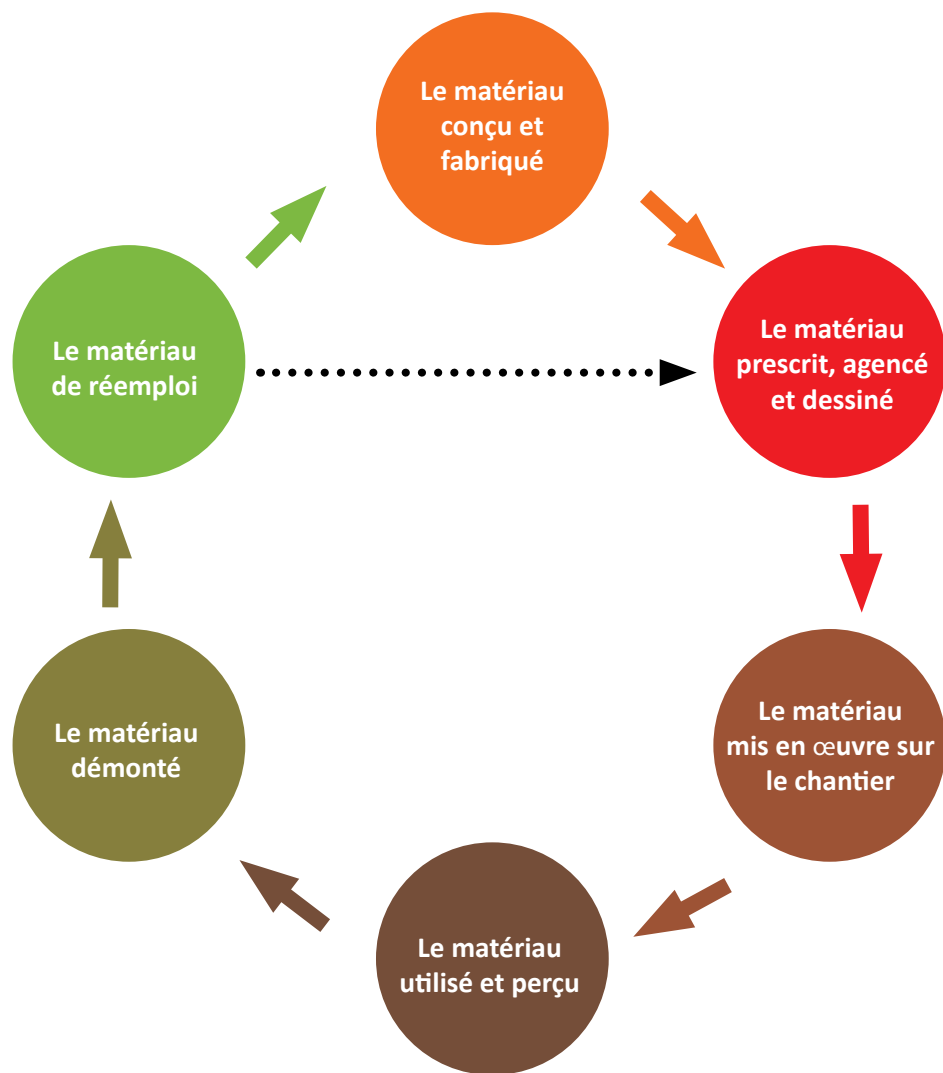 Le matériau
conçu et
fabriqué
Le matériau
prescrit, agencé
et dessiné
Le matériau
mis en œuvre sur
le chantier
Le matériau
utilisé et perçu
Le matériau
démonté
Le matériau
de réemploi